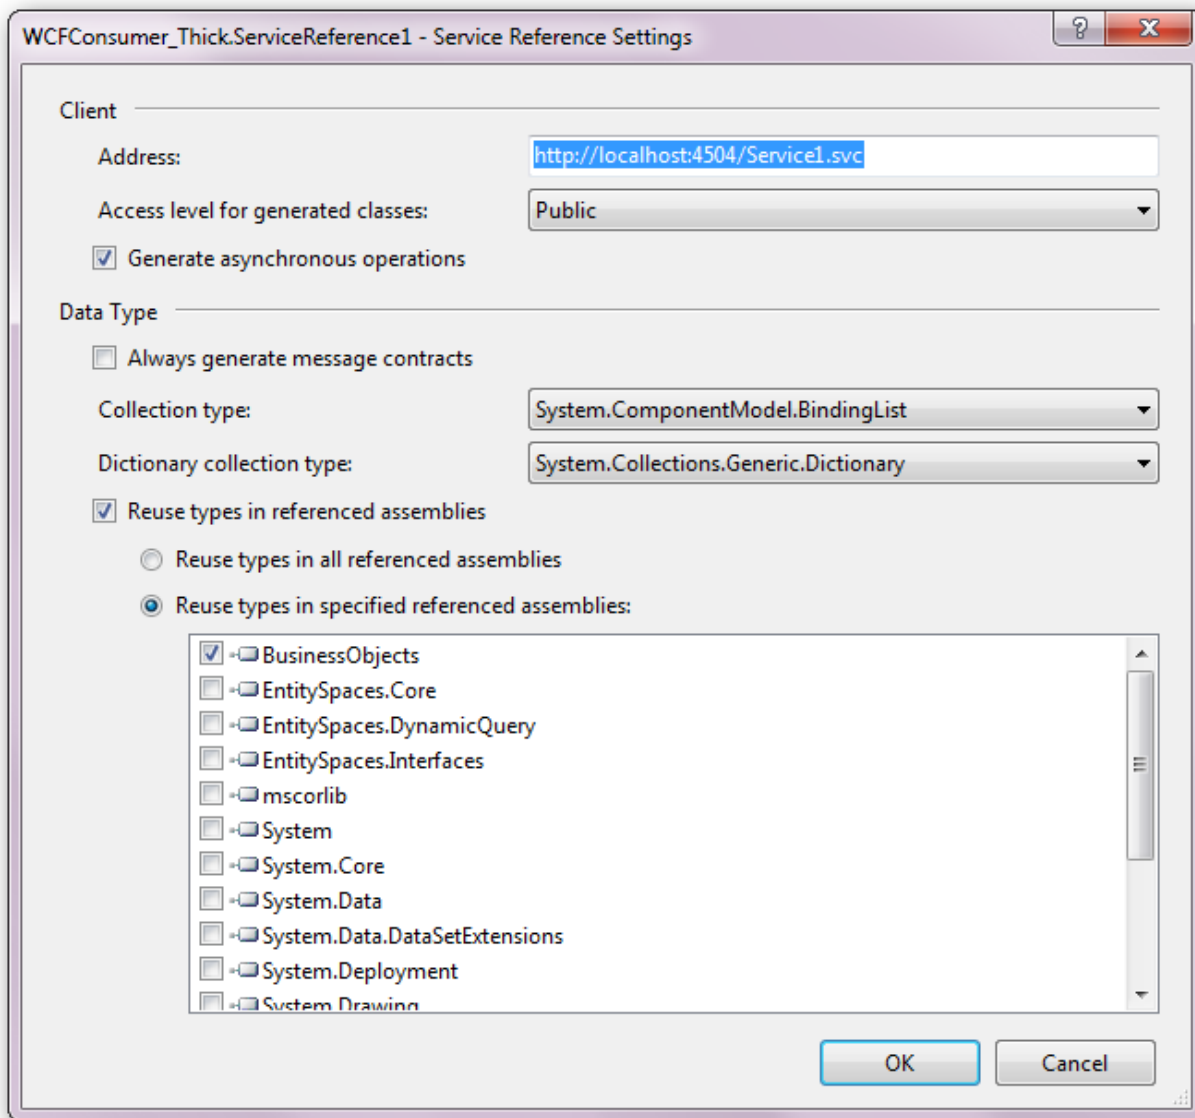 WCFConsumer_Thick.ServiceReference1 - Service Reference Settings
Client
Address: http://localhost:4504/Service1.svc
Access level for generated classes: Public
Generate asynchronous operations
Data Type
Always generate message contracts
Collection type: System.ComponentModel.BindingList
Dictionary collection type: System.Collections.Generic.Dictionary
Reuse types in referenced assemblies
Reuse types in all referenced assemblies
Reuse types in specified referenced assemblies:
BusinessObjects
EntitySpaces.Core
EntitySpaces.DynamicQuery
EntitySpaces.Interfaces
mscorlib
System
System.Core
System.Data
System.Data.DataSetExtensions
System.Deployment
System.Drawing
OK Cancel